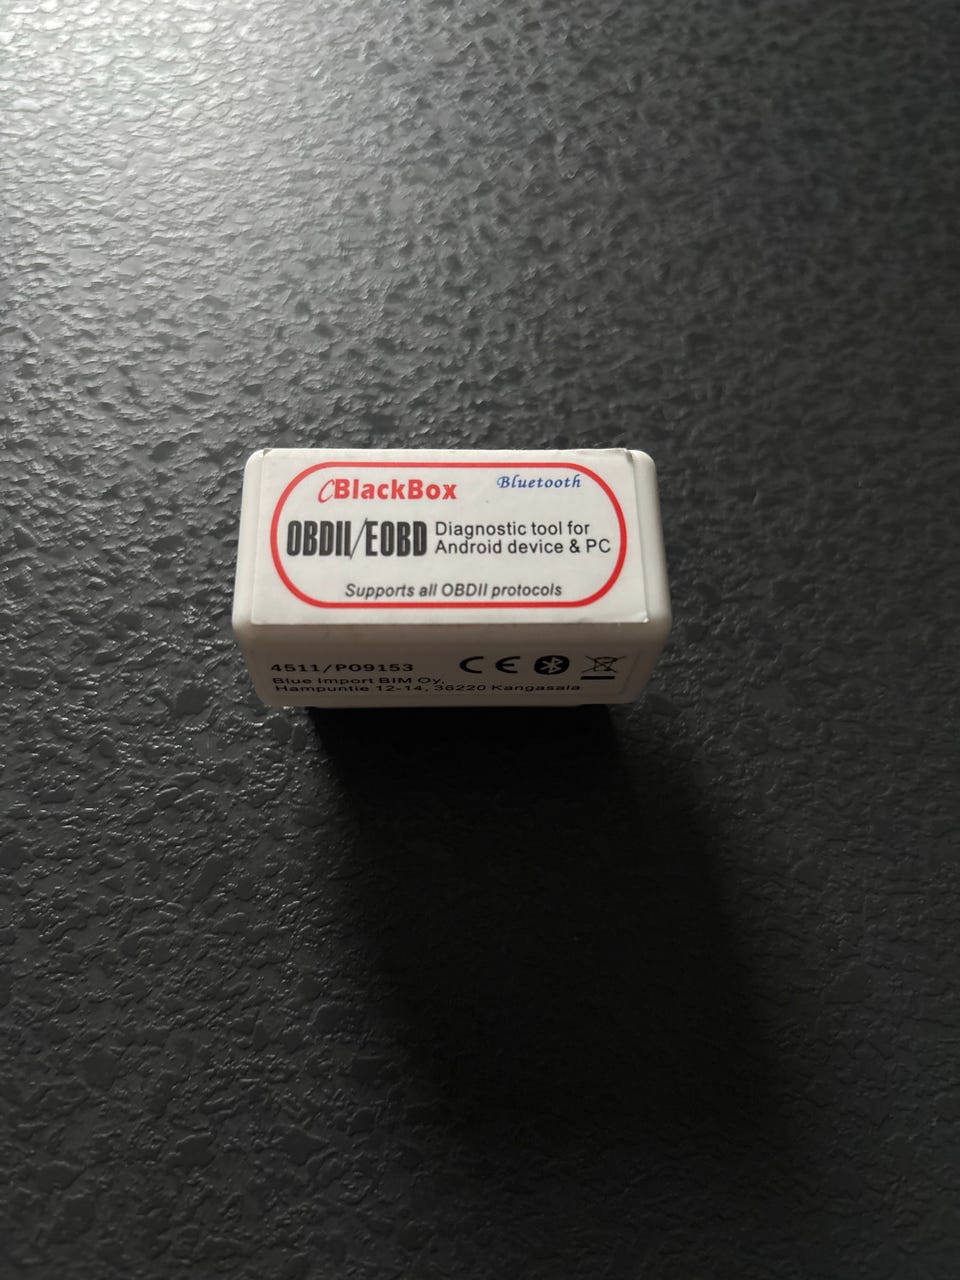 CBlackBox Bluetooth
OBDII/EOBD Diagnostic tool for
Android device & PC
Supports all OBDII protocols
4511/P09153 CE
Blue Import BIM Oy,
Hampuntie 12-14, 36220 Kangasala